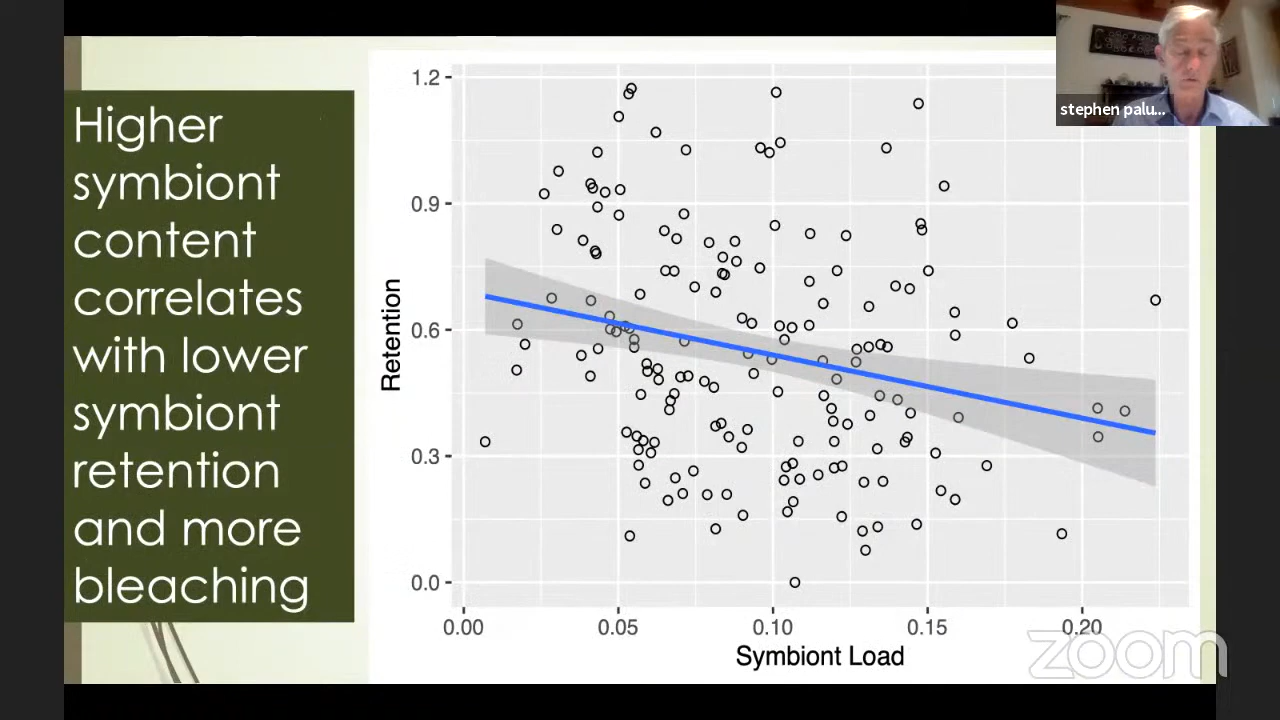 Higher
symbiont
content
correlates
with lower
symbiont
retention
and more
bleaching
1.2
0.9
0.6
0.3
0.0
Retention
0.00
0.05
0.10
0.15
0.20
Symbiont Load
stephen palu...
zoom